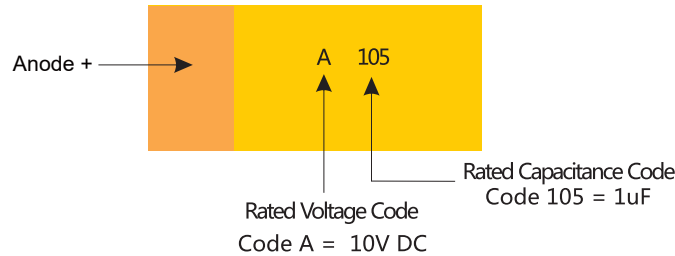 A 105
Anode +
Rated Capacitance Code
Code 105 = 1uF
Rated Voltage Code
Code A = 10V DC